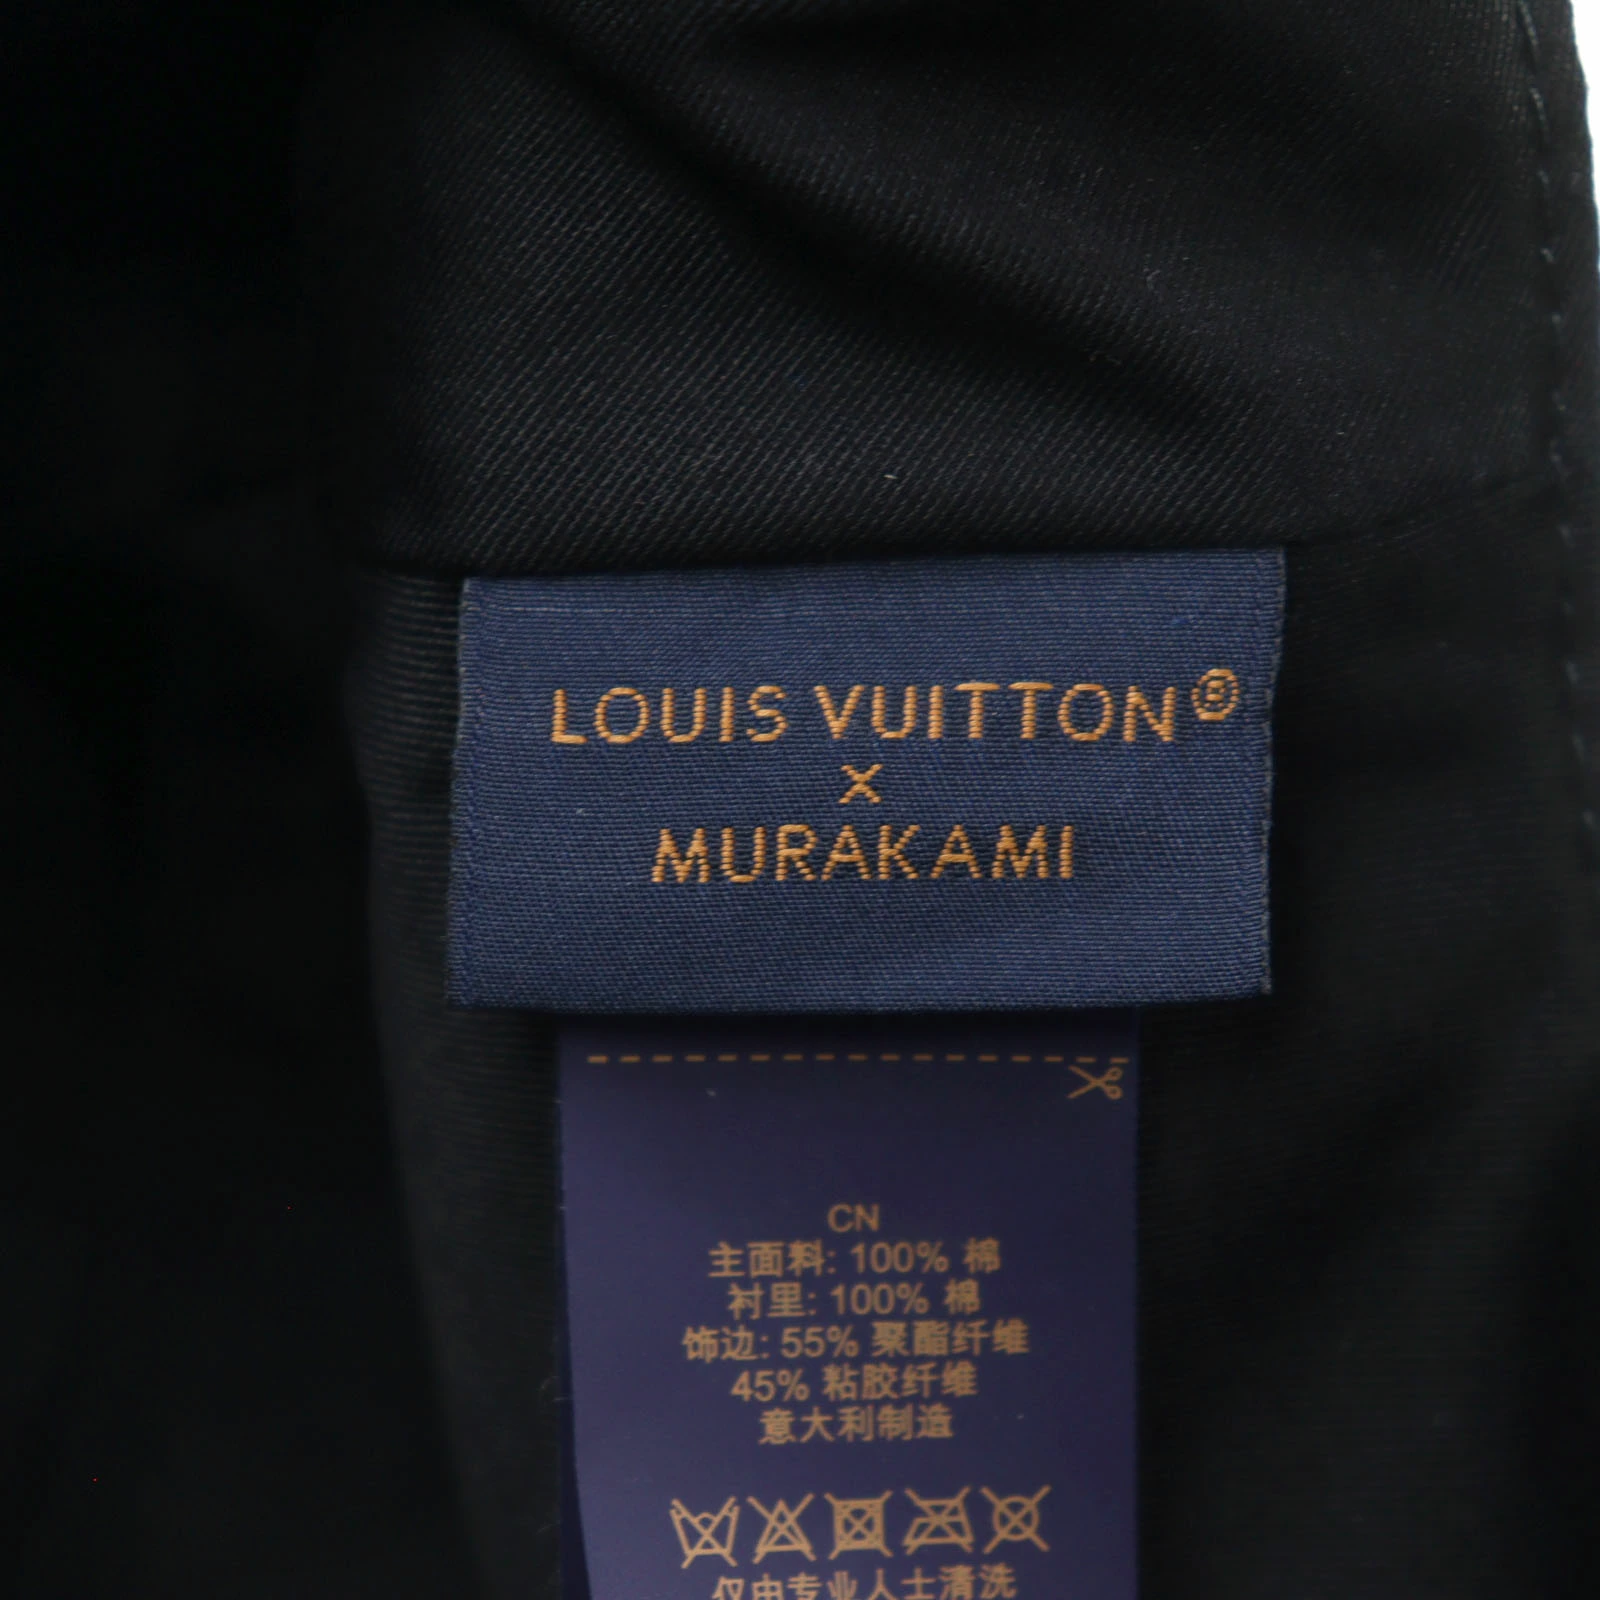 LOUIS VUITTON®
X
MURAKAMI
CN
主面料: 100% 棉
衬里: 100% 棉
饰边: 55% 聚酯纤维
45% 粘胶纤维
意大利制造
仅由专业人士清洗